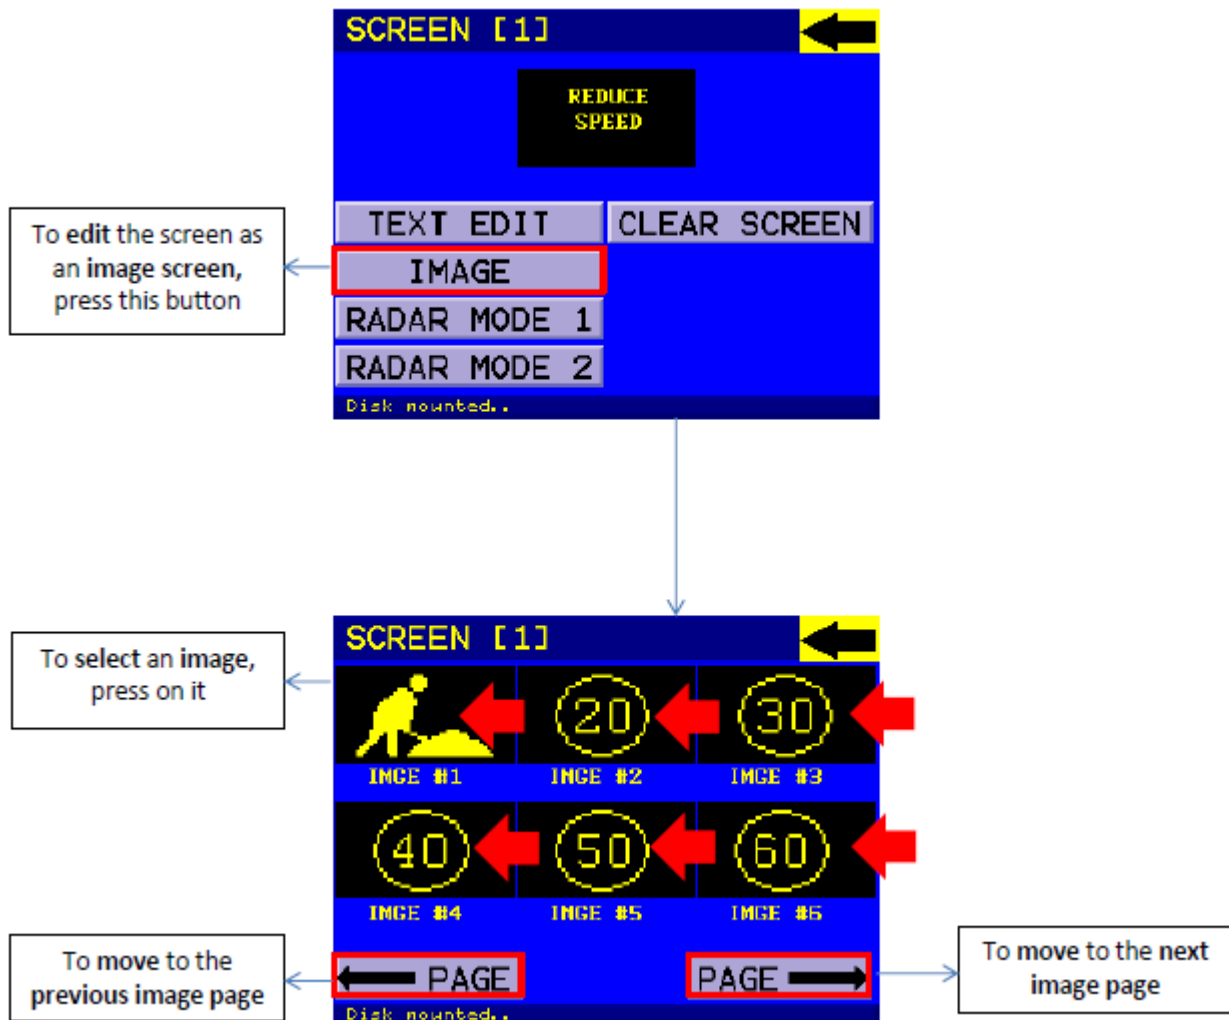 SCREEN [1]
REDUCE
SPEED
To edit the screen as
an image screen,
press this button
TEXT EDIT
CLEAR SCREEN
IMAGE
RADAR MODE 1
RADAR MODE 2
Disk mounted..
SCREEN [1]
To select an image,
press on it
20
30
IMGE #1
IMGE #2
IMGE #3
40
50
60
IMGE #4
IMGE #5
IMGE #6
To move to the
previous image page
PAGE
PAGE
To move to the next
image page
Disk mounted..